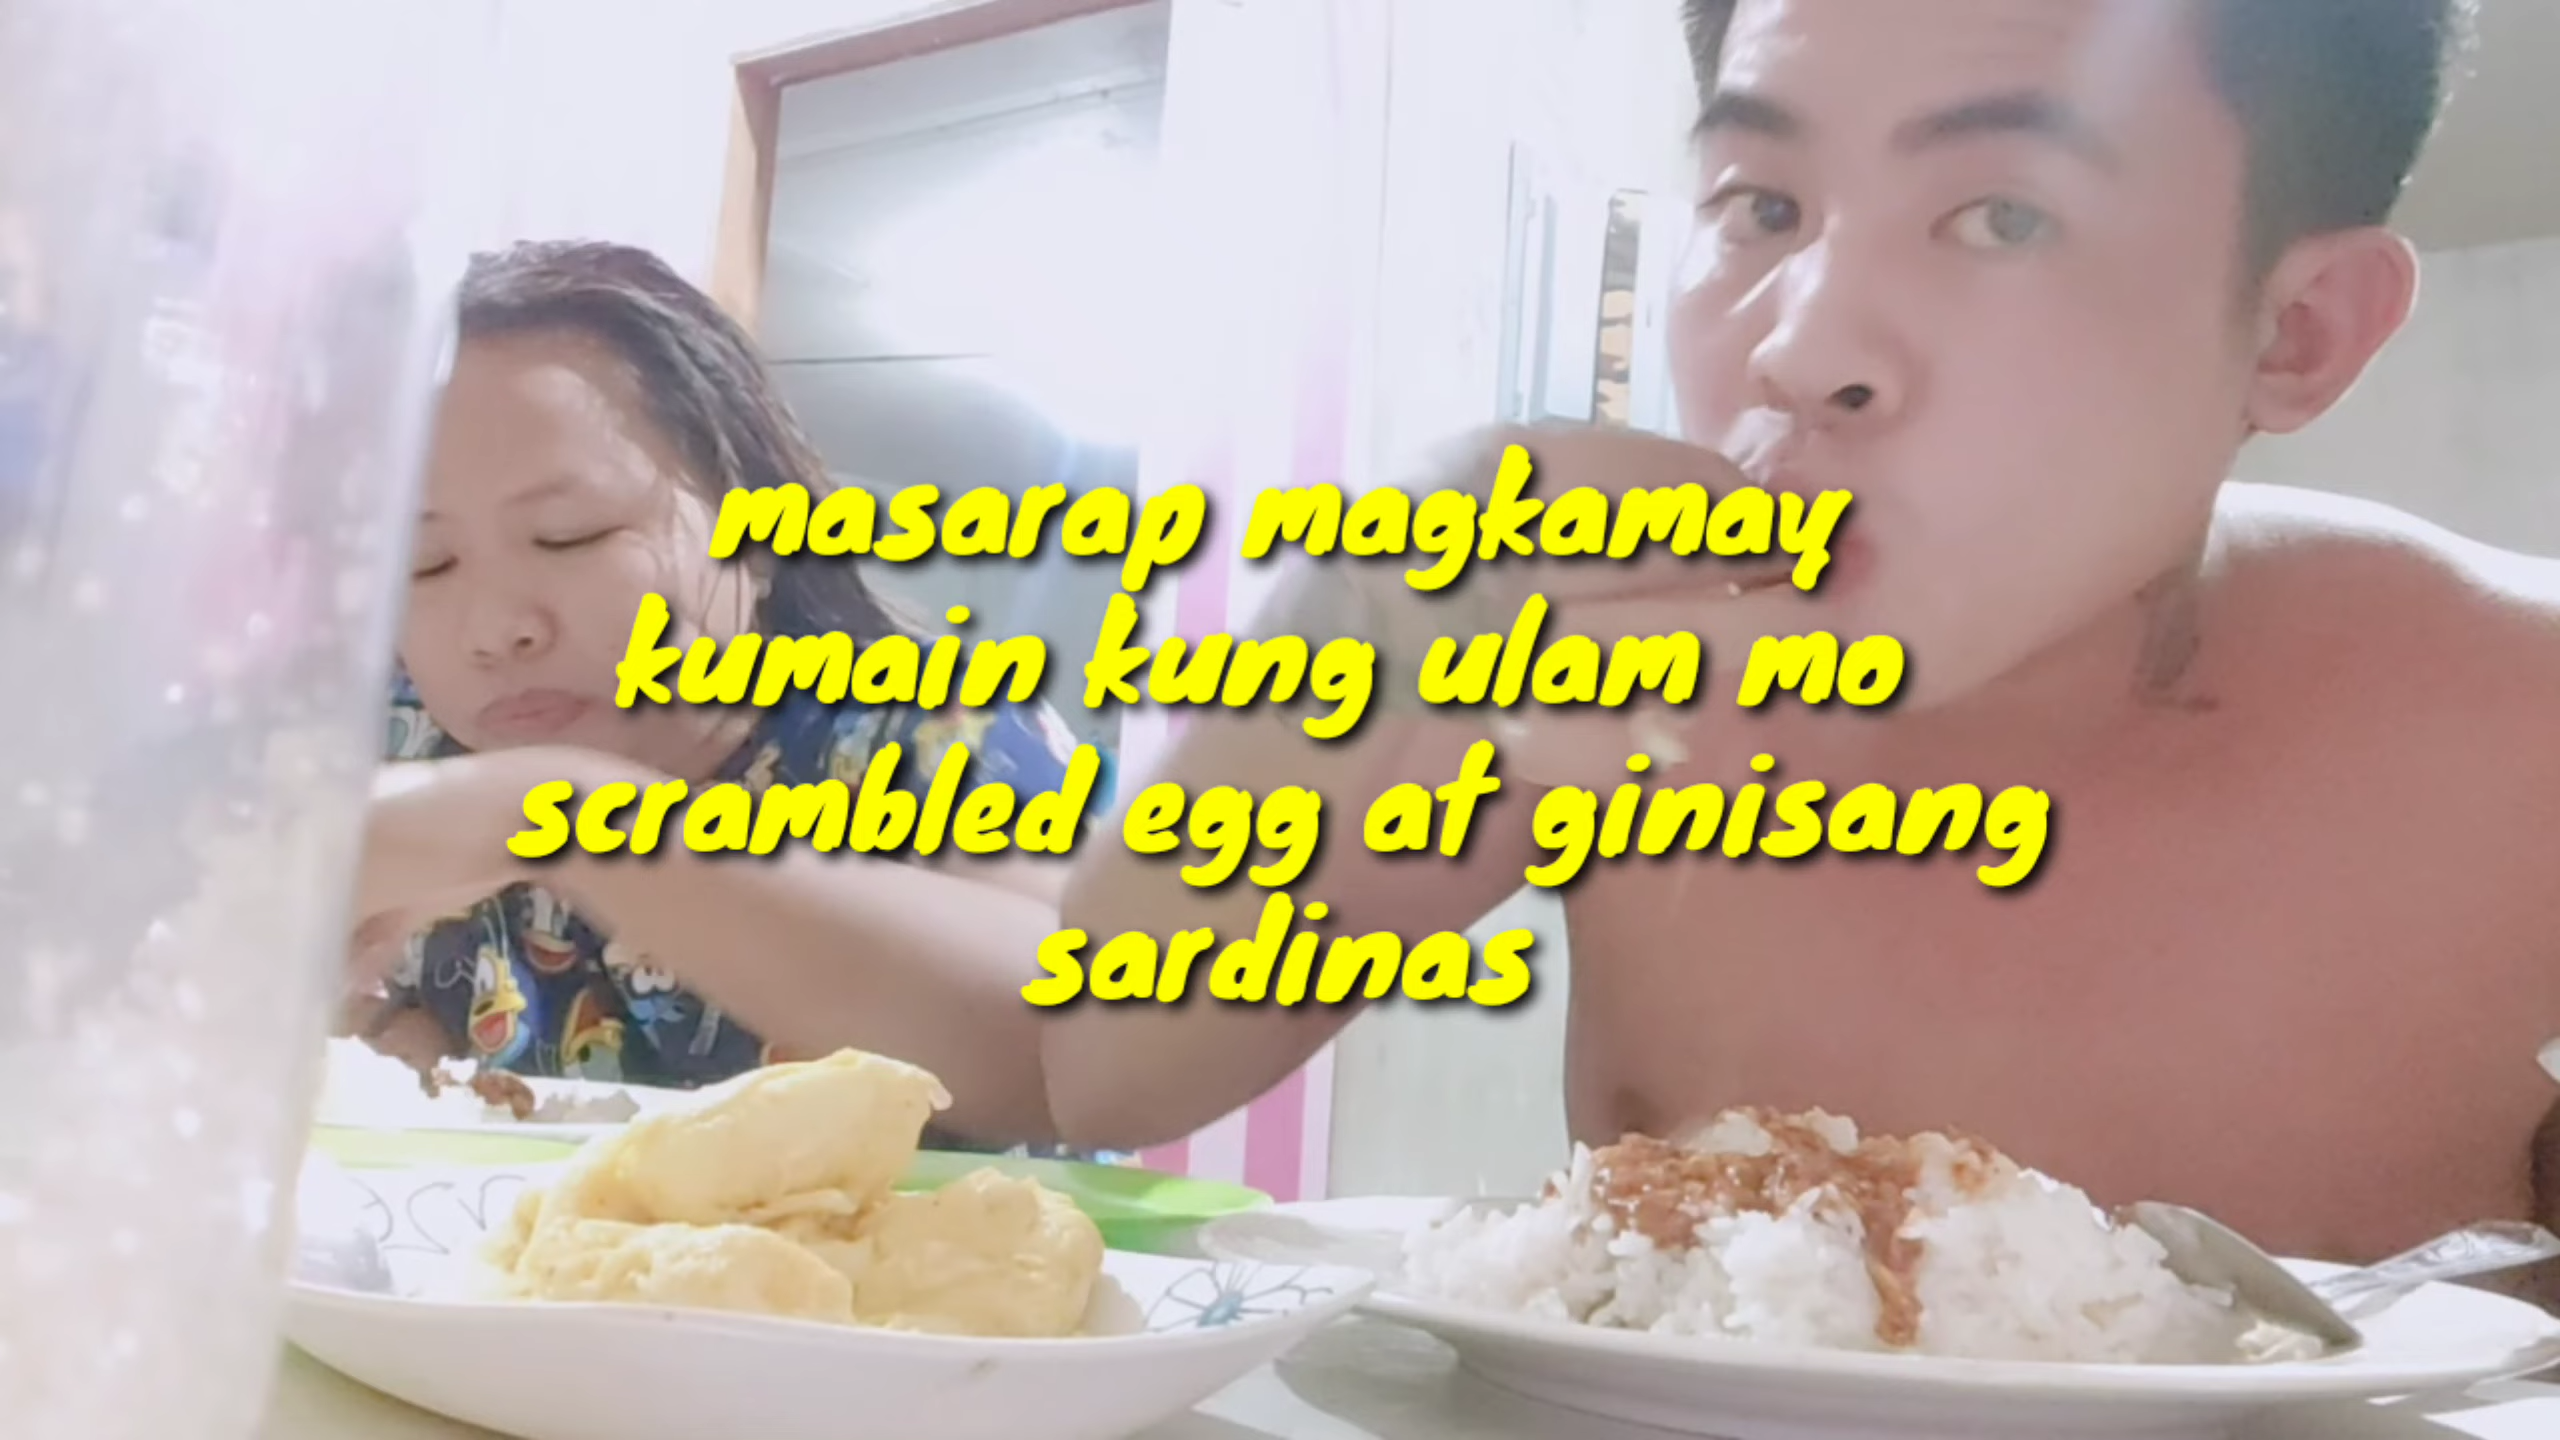 masarap magkamay
kumain kung ulam mo
scrambled egg at ginisang
sardinas